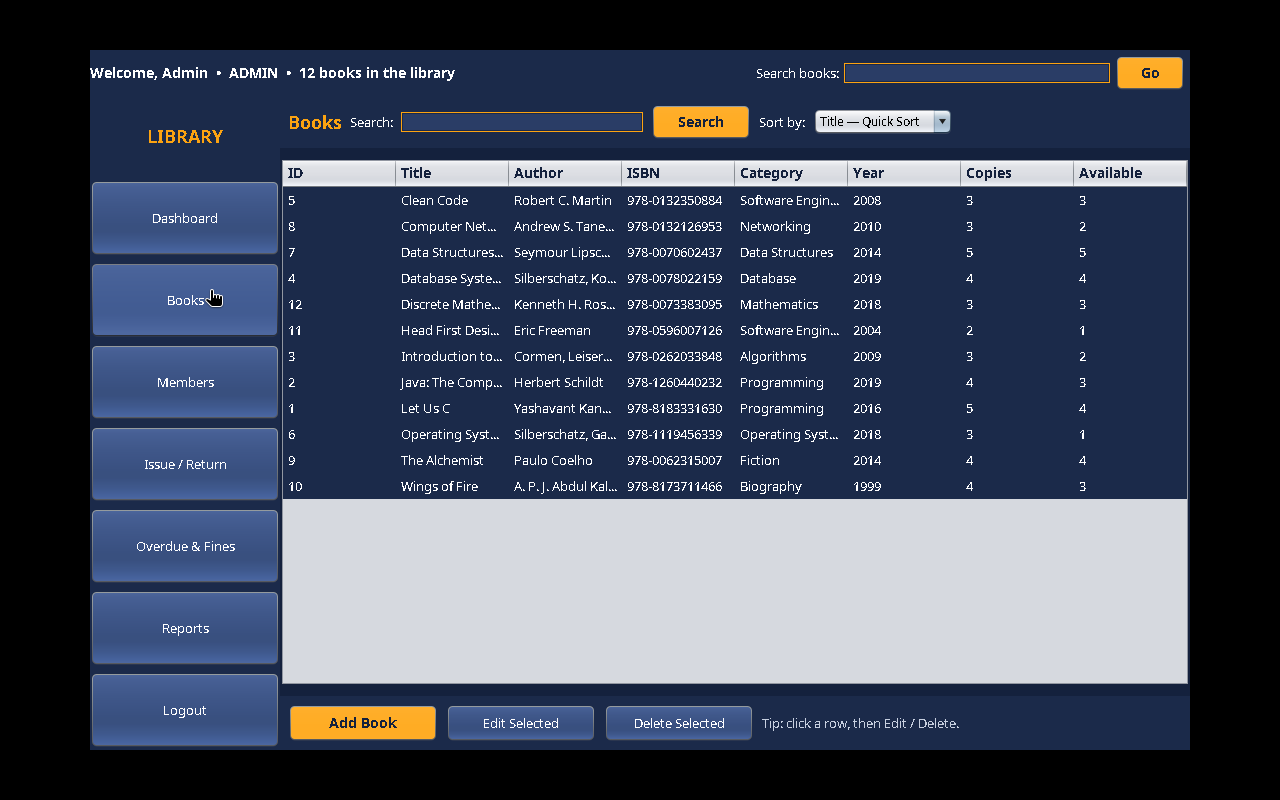 Welcome, Admin • ADMIN • 12 books in the library Search books: Go
LIBRARY
Dashboard
Books
Members
Issue / Return
Overdue & Fines
Reports
Logout
Books Search: Search Sort by: Title — Quick Sort
ID Title Author ISBN Category Year Copies Available
5 Clean Code Robert C. Martin 978-0132350884 Software Engin... 2008 3 3
8 Computer Net... Andrew S. Tane... 978-0132126953 Networking 2010 3 2
7 Data Structures... Seymour Lipsc... 978-0070602437 Data Structures 2014 5 5
4 Database Syste... Silberschatz, Ko... 978-0078022159 Database 2019 4 4
12 Discrete Mathe... Kenneth H. Ros... 978-0073383095 Mathematics 2018 3 3
11 Head First Desi... Eric Freeman 978-0596007126 Software Engin... 2004 2 1
3 Introduction to... Cormen, Leiser... 978-0262033848 Algorithms 2009 3 2
2 Java: The Comp... Herbert Schildt 978-1260440232 Programming 2019 4 3
1 Let Us C Yashavant Kan... 978-8183331630 Programming 2016 5 4
6 Operating Syst... Silberschatz, Ga... 978-1119456339 Operating Syst... 2018 3 1
9 The Alchemist Paulo Coelho 978-0062315007 Fiction 2014 4 4
10 Wings of Fire A. P. J. Abdul Kal... 978-8173711466 Biography 1999 4 3
Add Book Edit Selected Delete Selected Tip: click a row, then Edit / Delete.